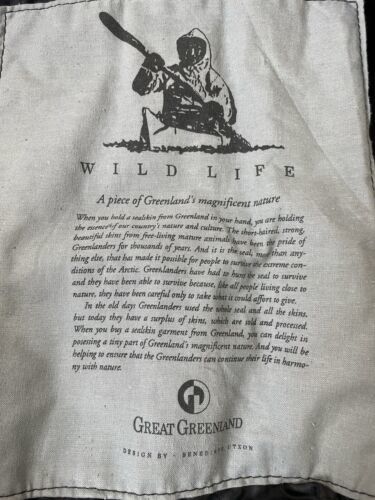 WILD LIFE
A piece of Greenland's magnificent nature
When you hold a sealskin from Greenland in your hand, you are holding
the essence of our country's nature and culture. The short-haired, strong,
beautiful skins from free-living mature animals have been the pride of
Greenlanders for thousands of years. And it is the seal, more than any-
thing else, that has made it possible for people to survive the extreme con-
ditions of the Arctic. Greenlanders have had to hunt the seal to survive
and they have been able to survive because, like all people living close to
nature, they have been careful only to take what it could afford to give.
In the old days Greenlanders used the whole seal and all the skins,
but today they have a surplus of skins, which are sold and processed.
When you buy a sealskin garment from Greenland, you can delight in
posessing a tiny part of Greenland's magnificent nature. And you will be
helping to ensure that the Greenlanders can continue their life in harmo-
ny with nature.
GREAT GREENLAND
DESIGN BY - BENEDIKTE UTZON